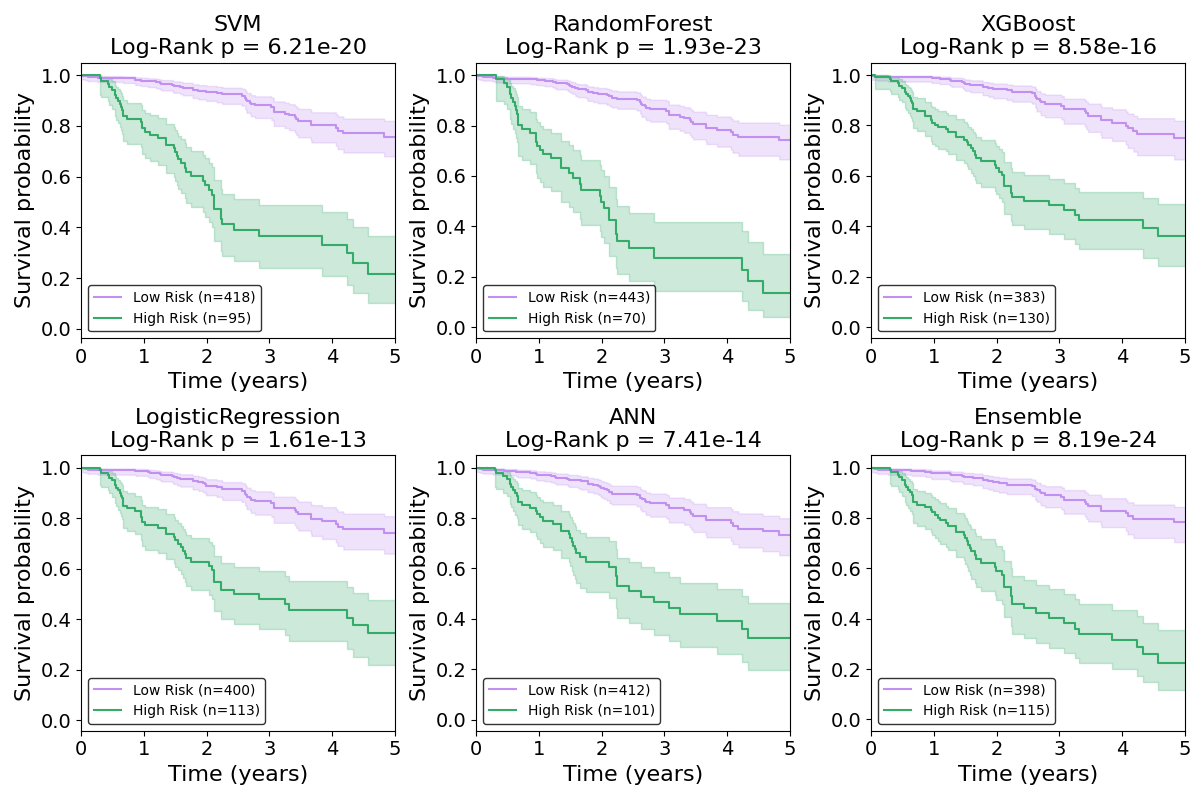 SVM
Log-Rank p = 6.21e-20
Survival probability
1.0
0.8
0.6
0.4
0.2
0.0
Low Risk (n=418)
High Risk (n=95)
0 1 2 3 4 5
Time (years)
RandomForest
Log-Rank p = 1.93e-23
Survival probability
1.0
0.8
0.6
0.4
0.2
0.0
Low Risk (n=443)
High Risk (n=70)
0 1 2 3 4 5
Time (years)
XGBoost
Log-Rank p = 8.58e-16
Survival probability
1.0
0.8
0.6
0.4
0.2
0.0
Low Risk (n=383)
High Risk (n=130)
0 1 2 3 4 5
Time (years)
LogisticRegression
Log-Rank p = 1.61e-13
Survival probability
1.0
0.8
0.6
0.4
0.2
0.0
Low Risk (n=400)
High Risk (n=113)
0 1 2 3 4 5
Time (years)
ANN
Log-Rank p = 7.41e-14
Survival probability
1.0
0.8
0.6
0.4
0.2
0.0
Low Risk (n=412)
High Risk (n=101)
0 1 2 3 4 5
Time (years)
Ensemble
Log-Rank p = 8.19e-24
Survival probability
1.0
0.8
0.6
0.4
0.2
0.0
Low Risk (n=398)
High Risk (n=115)
0 1 2 3 4 5
Time (years)